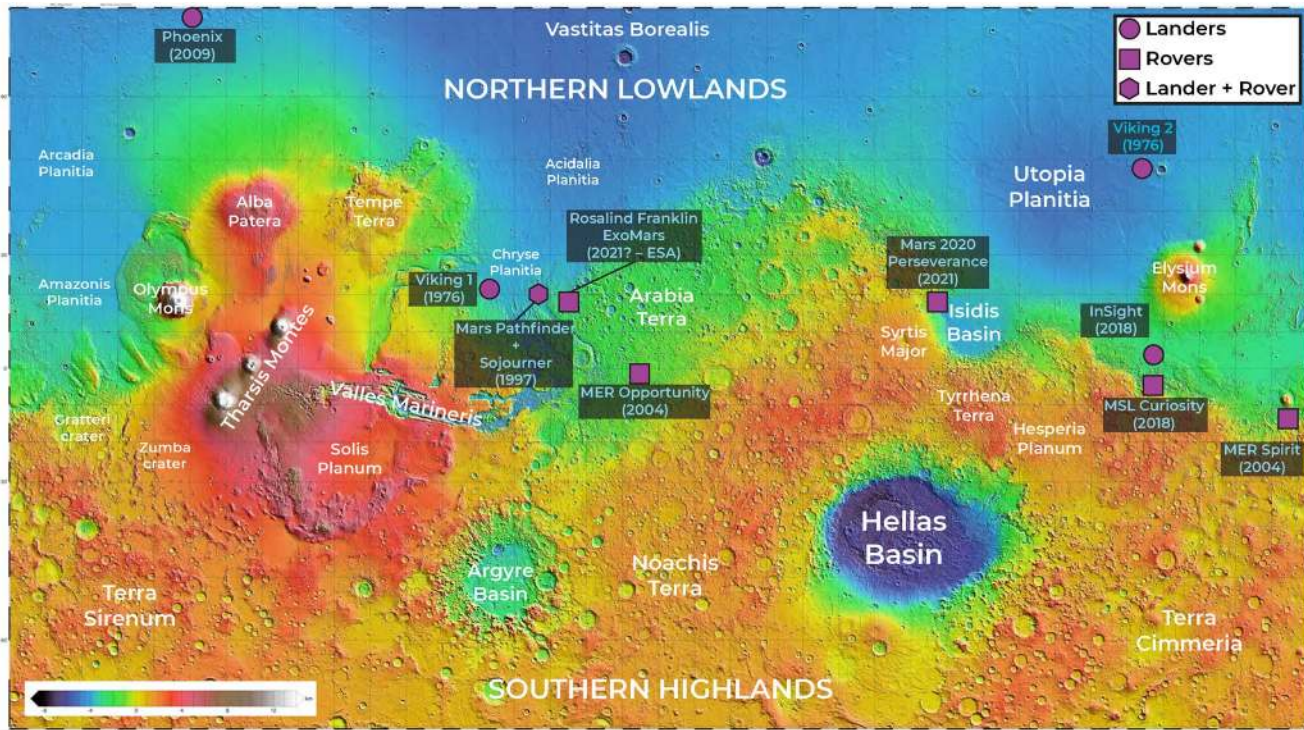 Landers
Rovers
Lander + Rover
Phoenix
(2009)
Vastitas Borealis
NORTHERN LOWLANDS
Viking 2
(1976)
Arcadia
Planitia
Acidalia
Planitia
Utopia
Planitia
Alba
Patera
Tempe
Terra
Rosalind Franklin
ExoMars
(2021? – ESA)
Mars 2020
Perseverance
(2021)
Chryse
Planitia
Viking 1
(1976)
Amazonis
Planitia
Olympus
Mons
Arabia
Terra
Elysium
Mons
Isidis
Basin
InSight
(2018)
Mars Pathfinder
+
Sojourner
(1997)
Syrtis
Major
Tharsis Montes
Valles Marineris
MER Opportunity
(2004)
Tyrrhena
Terra
MSL Curiosity
(2018)
Gratteri
crater
Zumba
crater
Solis
Planum
Hesperia
Planum
MER Spirit
(2004)
Hellas
Basin
Argyre
Basin
Noachis
Terra
Terra
Sirenum
Terra
Cimmeria
SOUTHERN HIGHLANDS